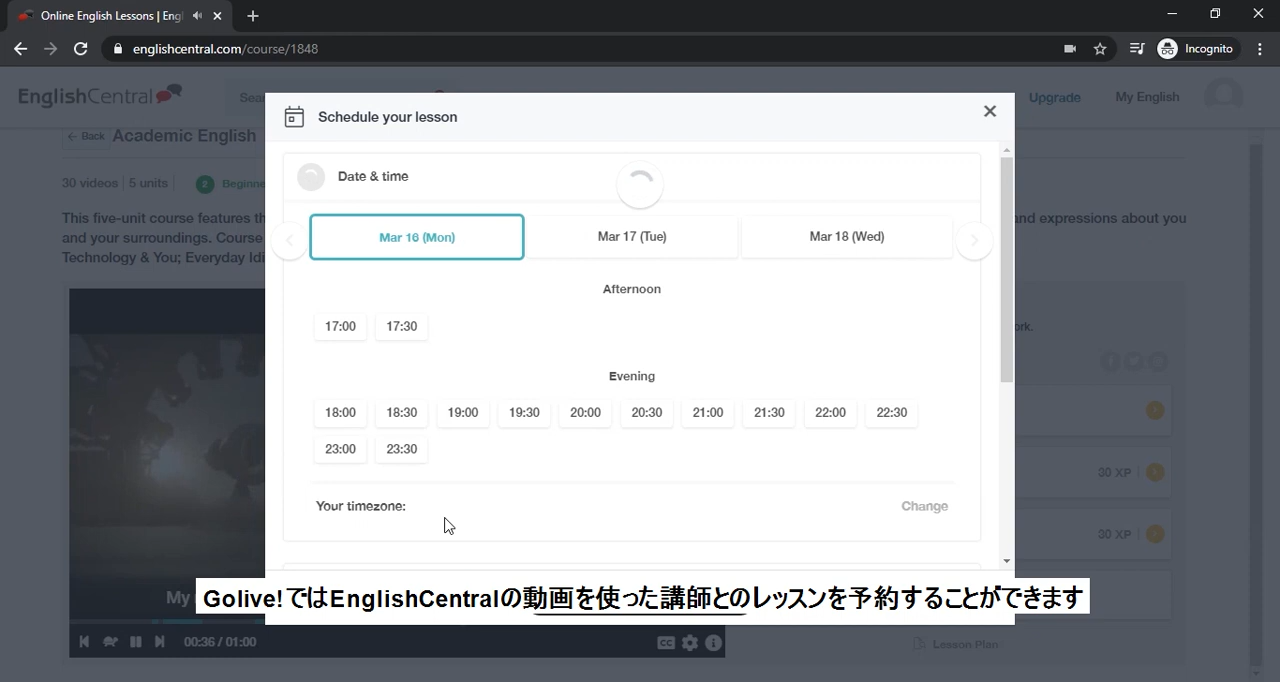 Online English Lessons | Engl
englishcentral.com/course/1848
Incognito
EnglishCentral
Sear
Upgrade
My English
← Back
Academic English
30 videos
5 units
2
Beginne
This five-unit course features th
nd expressions about you
and your surroundings. Course
Technology & You; Everyday Idi
Schedule your lesson
Date & time
Mar 16 (Mon)
Mar 17 (Tue)
Mar 18 (Wed)
Afternoon
17:00
17:30
Evening
18:00
18:30
19:00
19:30
20:00
20:30
21:00
21:30
22:00
22:30
23:00
23:30
Your timezone:
Change
ork.
30 XP
30 XP
My
Golive!ではEnglishCentralの動画を使った講師とのレッスンを予約することができます
00:36 / 01:00
CC
Lesson Plan